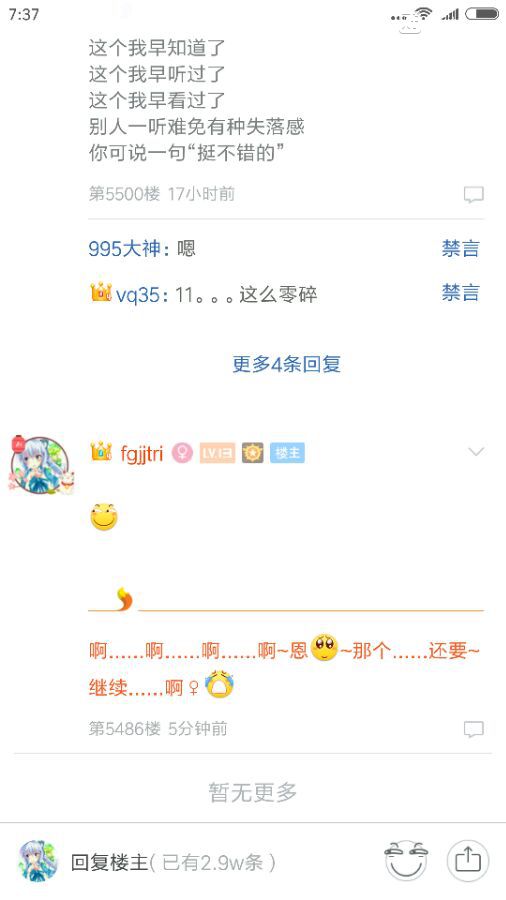 7:37
这个我早知道了
这个我早听过了
这个我早看过了
别人一听难免有种失落感
你可说一句“挺不错的”
第5500楼 17小时前
995大神：嗯
禁言
vq35：11。。。这么零碎
禁言
更多4条回复
fgjjtri ♀ LV13 楼主
啊……啊……啊……啊~恩~那个……还要~
继续……啊♀
第5486楼 5分钟前
暂无更多
回复楼主( 已有2.9w条 )